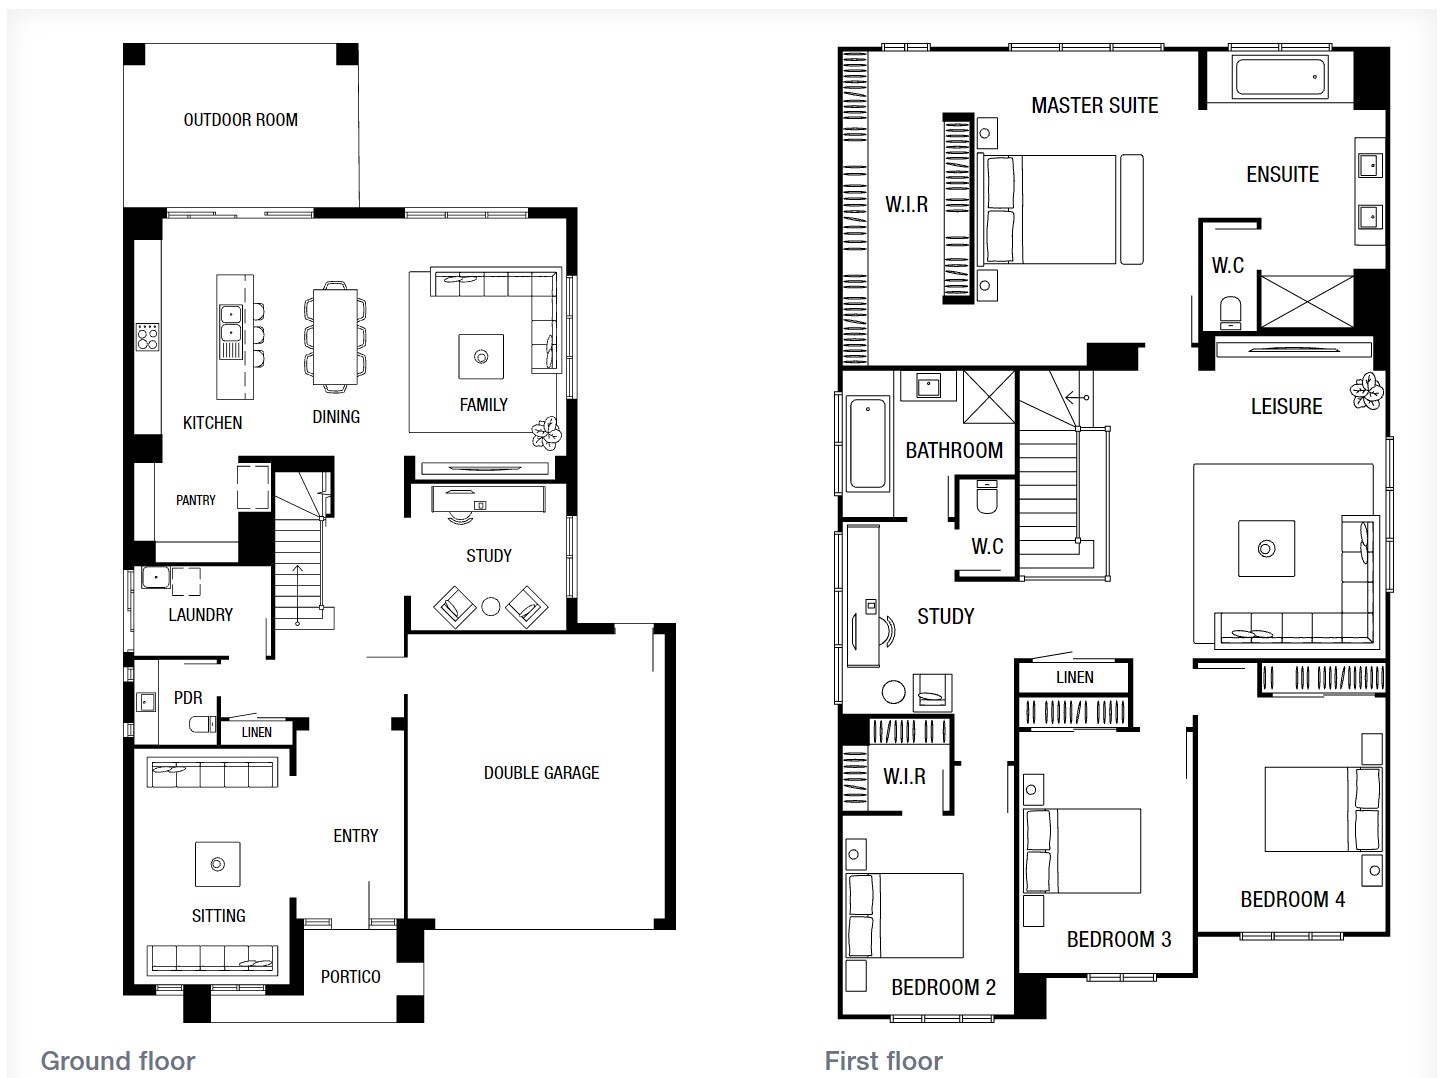 OUTDOOR ROOM
KITCHEN
DINING
FAMILY
PANTRY
STUDY
LAUNDRY
PDR
LINEN
DOUBLE GARAGE
ENTRY
SITTING
PORTICO
Ground floor
MASTER SUITE
ENSUITE
W.I.R
W.C
LEISURE
BATHROOM
W.C
STUDY
LINEN
W.I.R
BEDROOM 4
BEDROOM 3
BEDROOM 2
First floor